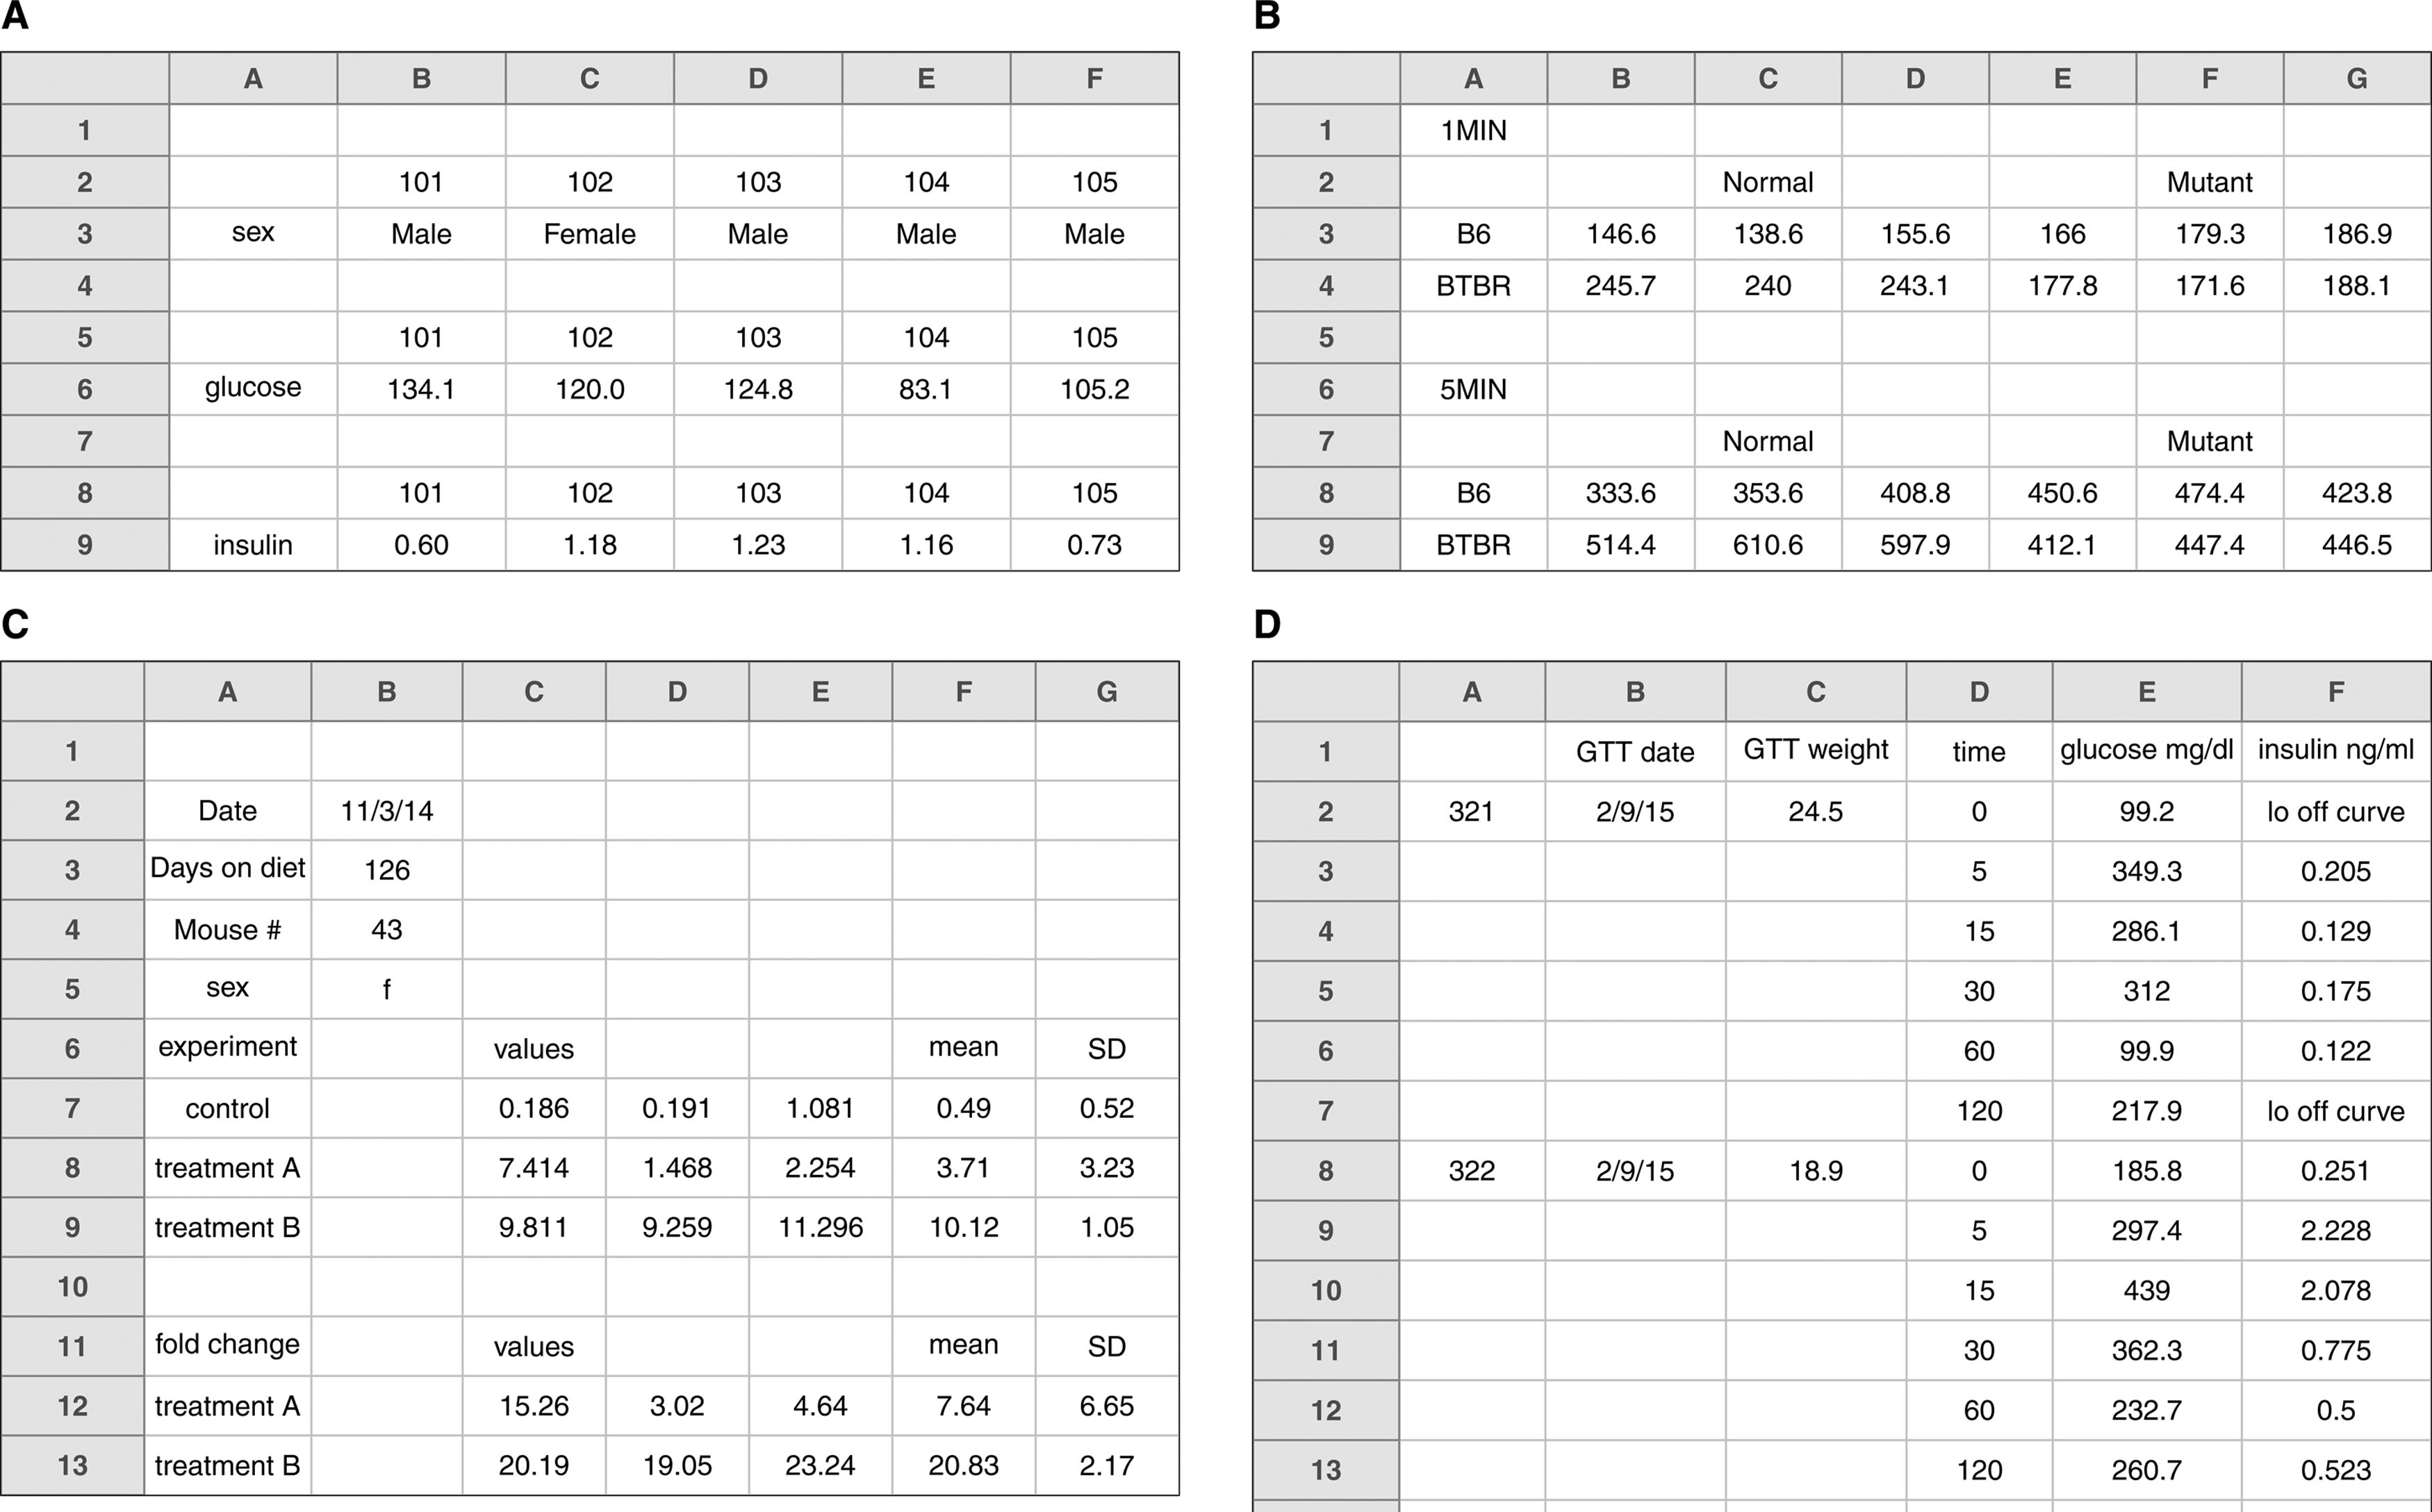 A
A B C D E F
1
2 101 102 103 104 105
3 sex Male Female Male Male Male
4
5 101 102 103 104 105
6 glucose 134.1 120.0 124.8 83.1 105.2
7
8 101 102 103 104 105
9 insulin 0.60 1.18 1.23 1.16 0.73
B
A B C D E F G
1 1MIN
2 Normal Mutant
3 B6 146.6 138.6 155.6 166 179.3 186.9
4 BTBR 245.7 240 243.1 177.8 171.6 188.1
5
6 5MIN
7 Normal Mutant
8 B6 333.6 353.6 408.8 450.6 474.4 423.8
9 BTBR 514.4 610.6 597.9 412.1 447.4 446.5
C
A B C D E F G
1
2 Date 11/3/14
3 Days on diet 126
4 Mouse # 43
5 sex f
6 experiment values mean SD
7 control 0.186 0.191 1.081 0.49 0.52
8 treatment A 7.414 1.468 2.254 3.71 3.23
9 treatment B 9.811 9.259 11.296 10.12 1.05
10
11 fold change values mean SD
12 treatment A 15.26 3.02 4.64 7.64 6.65
13 treatment B 20.19 19.05 23.24 20.83 2.17
D
A B C D E F
1 GTT date GTT weight time glucose mg/dl insulin ng/ml
2 321 2/9/15 24.5 0 99.2 lo off curve
3 5 349.3 0.205
4 15 286.1 0.129
5 30 312 0.175
6 60 99.9 0.122
7 120 217.9 lo off curve
8 322 2/9/15 18.9 0 185.8 0.251
9 5 297.4 2.228
10 15 439 2.078
11 30 362.3 0.775
12 60 232.7 0.5
13 120 260.7 0.523